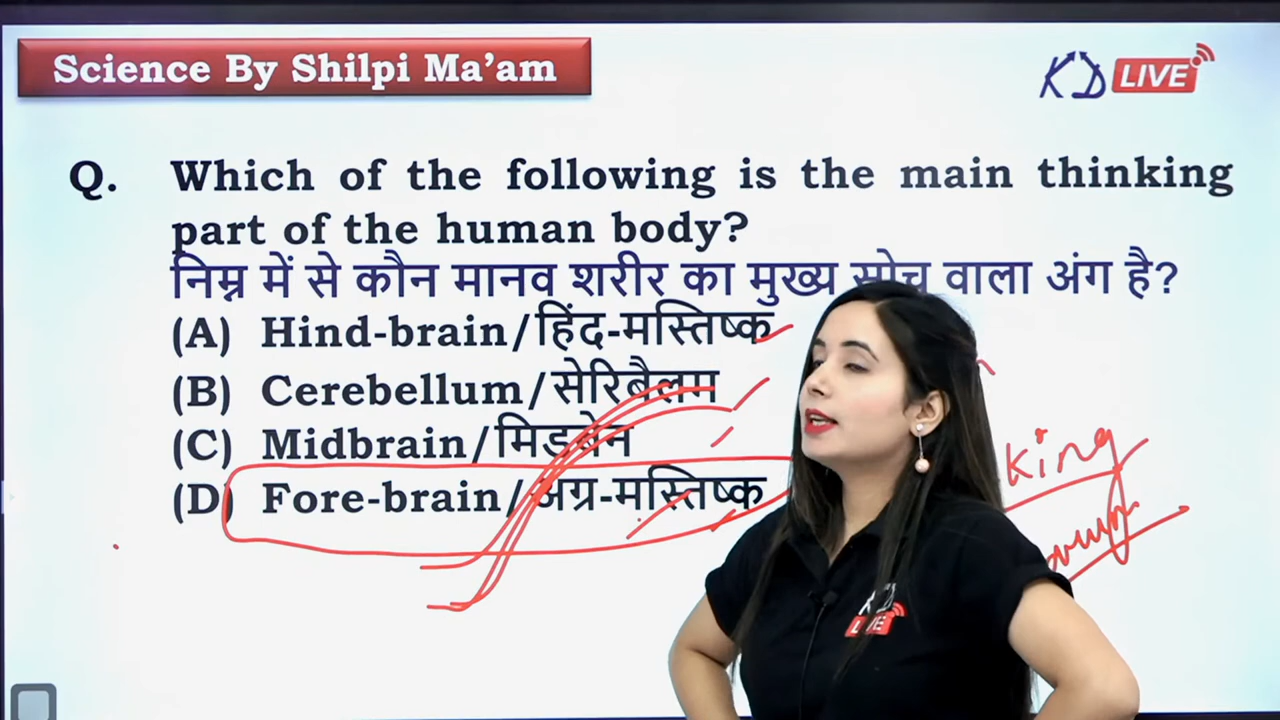 Science By Shilpi Ma'am
KD LIVE
Q. Which of the following is the main thinking
part of the human body?
निम्न में से कौन मानव शरीर का मुख्य सोच वाला अंग है?
(A) Hind-brain/हिंद-मस्तिष्क
(B) Cerebellum/सेरिबैलम
(C) Midbrain/मिडब्रेन
(D) Fore-brain/अग्र-मस्तिष्क
King
LIVE